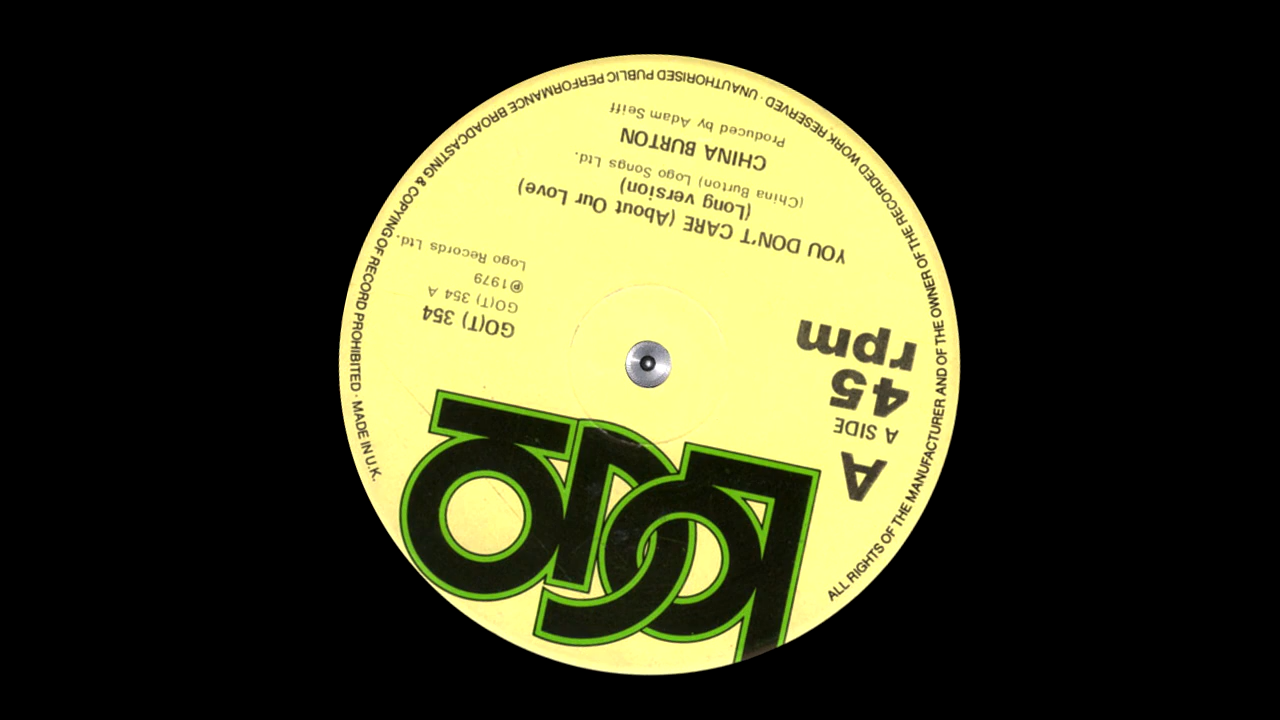 ALL RIGHTS OF THE MANUFACTURER AND OF THE OWNER OF THE RECORDED WORK RESERVED · UNAUTHORISED PUBLIC PERFORMANCE BROADCASTING & COPYING OF RECORD PROHIBITED · MADE IN U.K.
Logo
A
A SIDE
45
rpm
GO(T) 354
GO(T) 354 A
℗1979
Logo Records Ltd.
YOU DON'T CARE (About Our Love)
(Long version)
(China Burton) Logo Songs Ltd.
CHINA BURTON
Produced by Adam Seiff